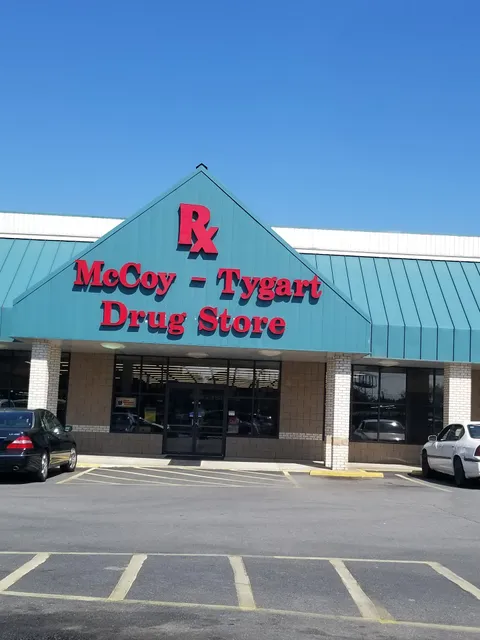 Rx
McCoy - Tygart
Drug Store